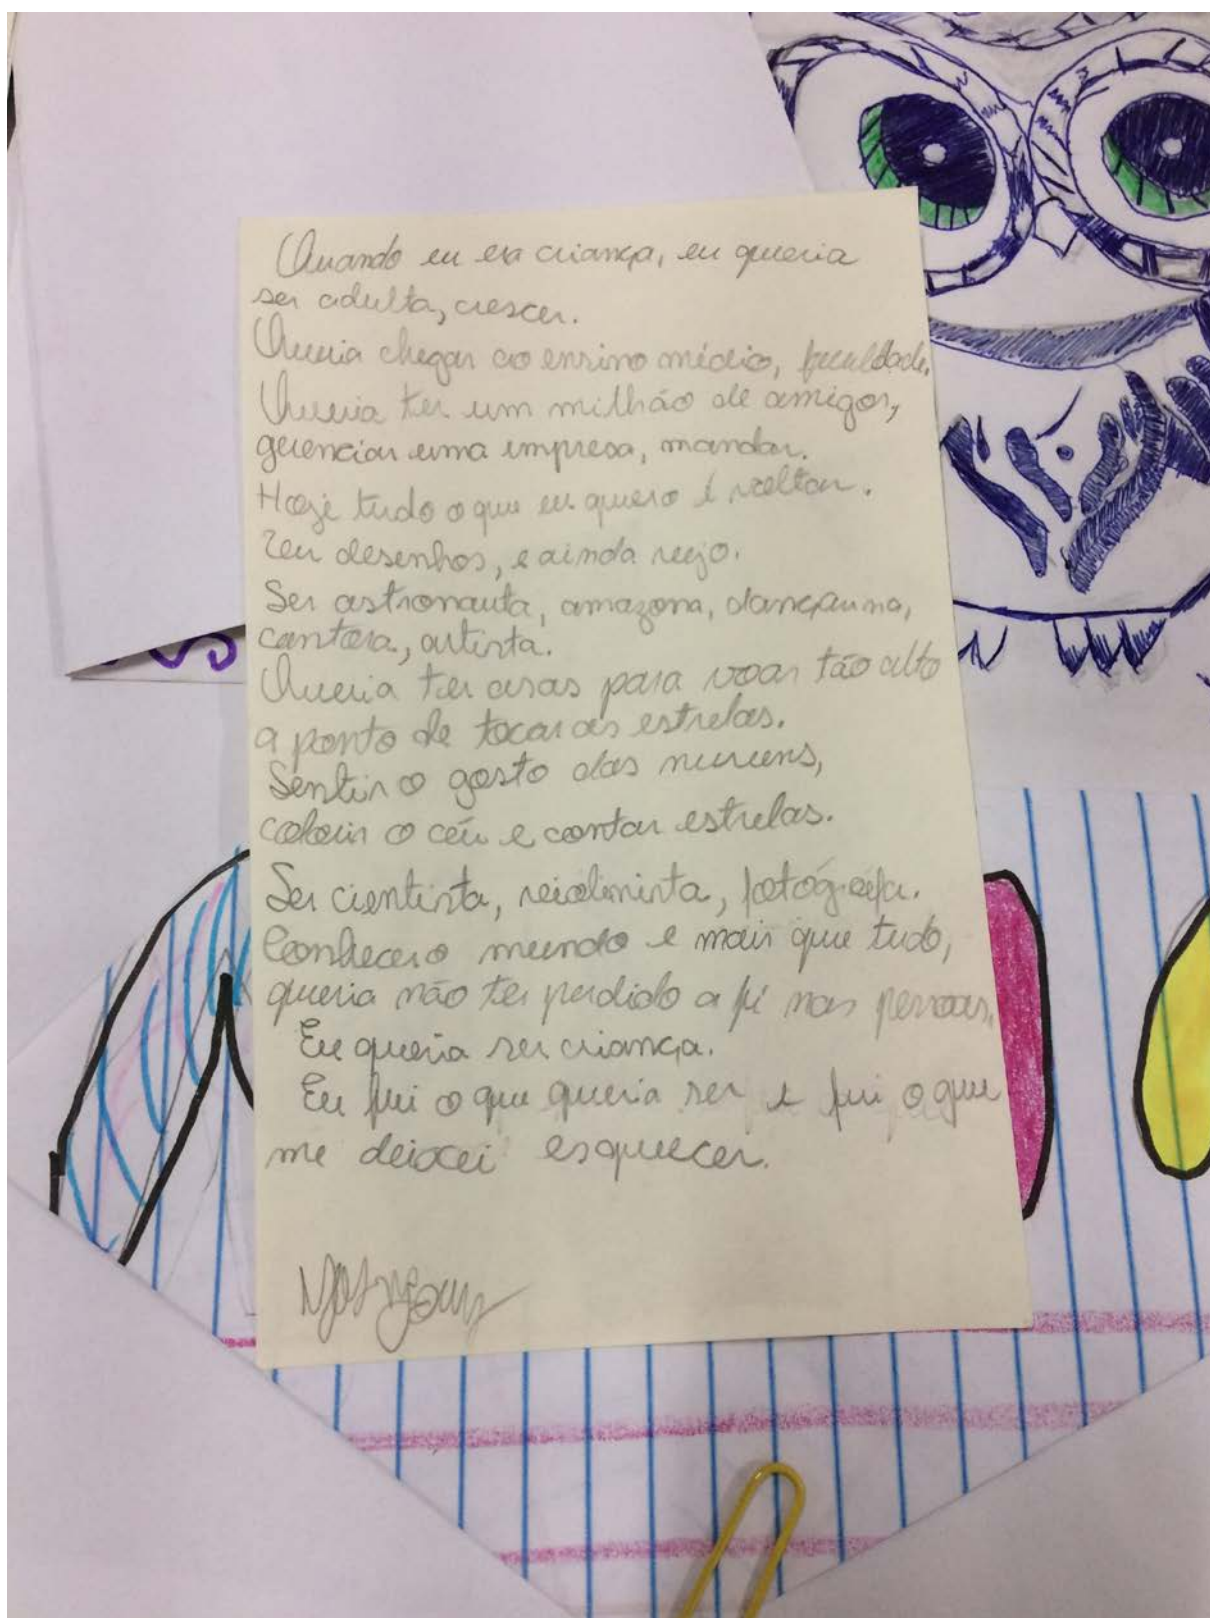 Quando eu era criança, eu queria
ser adulta, crescer.
Queria chegar ao ensino médio, faculdade.
Queria ter um milhão de amigos,
gerenciar uma empresa, mandar.
Hoje tudo o que eu quero é voltar.
Ver desenhos, e ainda vejo.
Ser astronauta, amazona, dançarina,
cantora, artista.
Queria ter asas para voar tão alto
a ponto de tocar as estrelas.
Sentir o gosto das nuvens,
colorir o céu e contar estrelas.
Ser cientista, violinista, fotógrafa.
Conhecer o mundo e mais que tudo,
queria não ter perdido a fé nas pessoas.
Eu queria ser criança.
Eu fui o que queria ser e fui o que
me deixei esquecer.